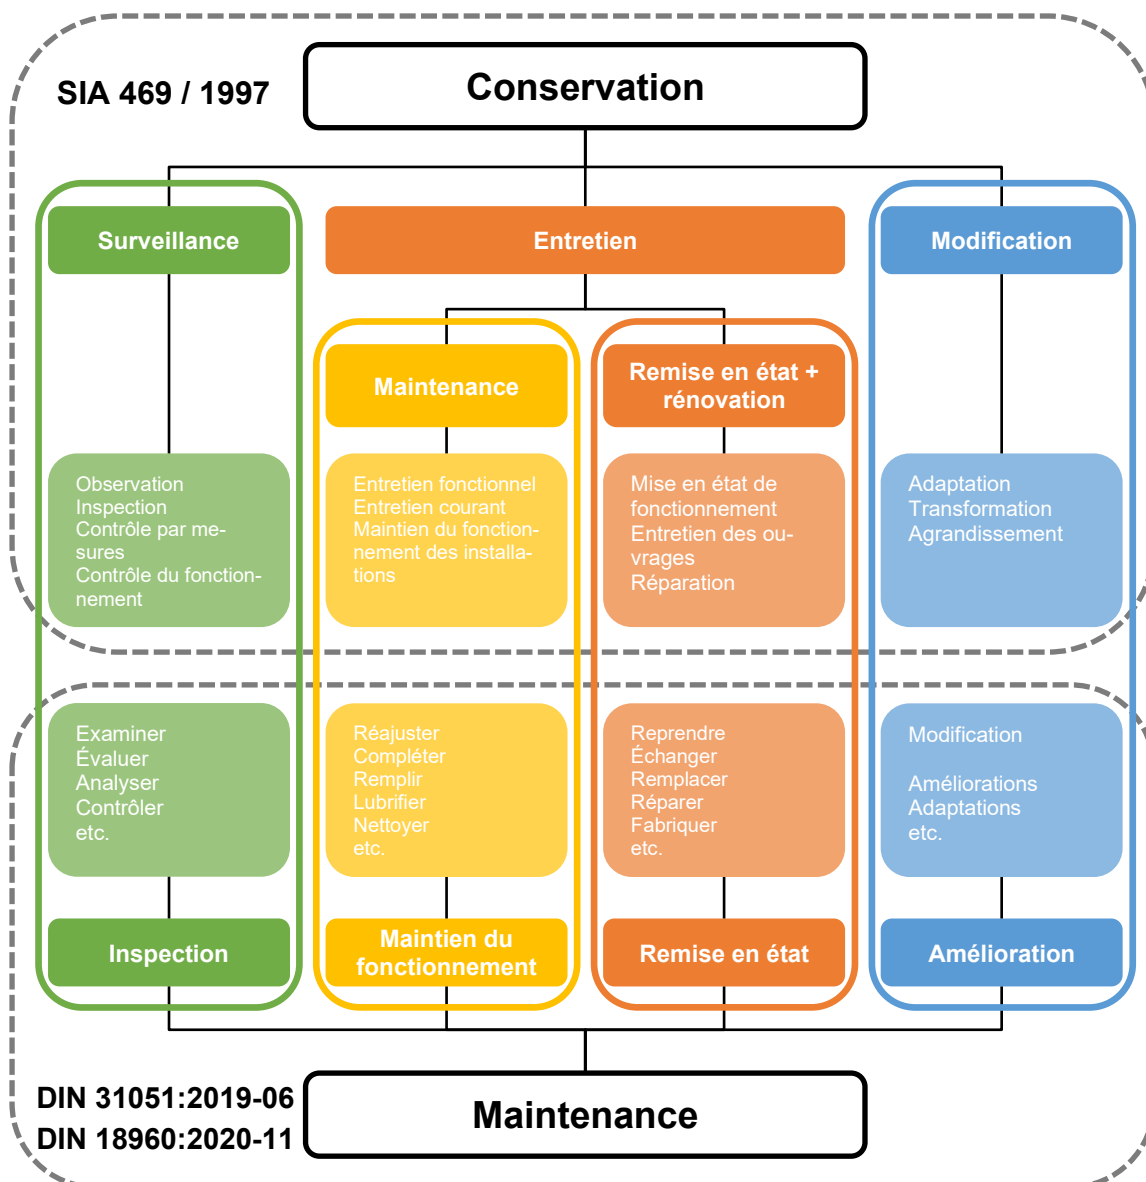 SIA 469 / 1997
Conservation
Surveillance
Entretien
Modification
Maintenance
Remise en état +
rénovation
Observation
Inspection
Contrôle par me-
sures
Contrôle du fonction-
nement
Entretien fonctionnel
Entretien courant
Maintien du fonction-
nement des installa-
tions
Mise en état de
fonctionnement
Entretien des ou-
vrages
Réparation
Adaptation
Transformation
Agrandissement
Examiner
Évaluer
Analyser
Contrôler
etc.
Réajuster
Compléter
Remplir
Lubrifier
Nettoyer
etc.
Reprendre
Échanger
Remplacer
Réparer
Fabriquer
etc.
Modification
Améliorations
Adaptations
etc.
Inspection
Maintien du
fonctionnement
Remise en état
Amélioration
DIN 31051:2019-06
DIN 18960:2020-11
Maintenance